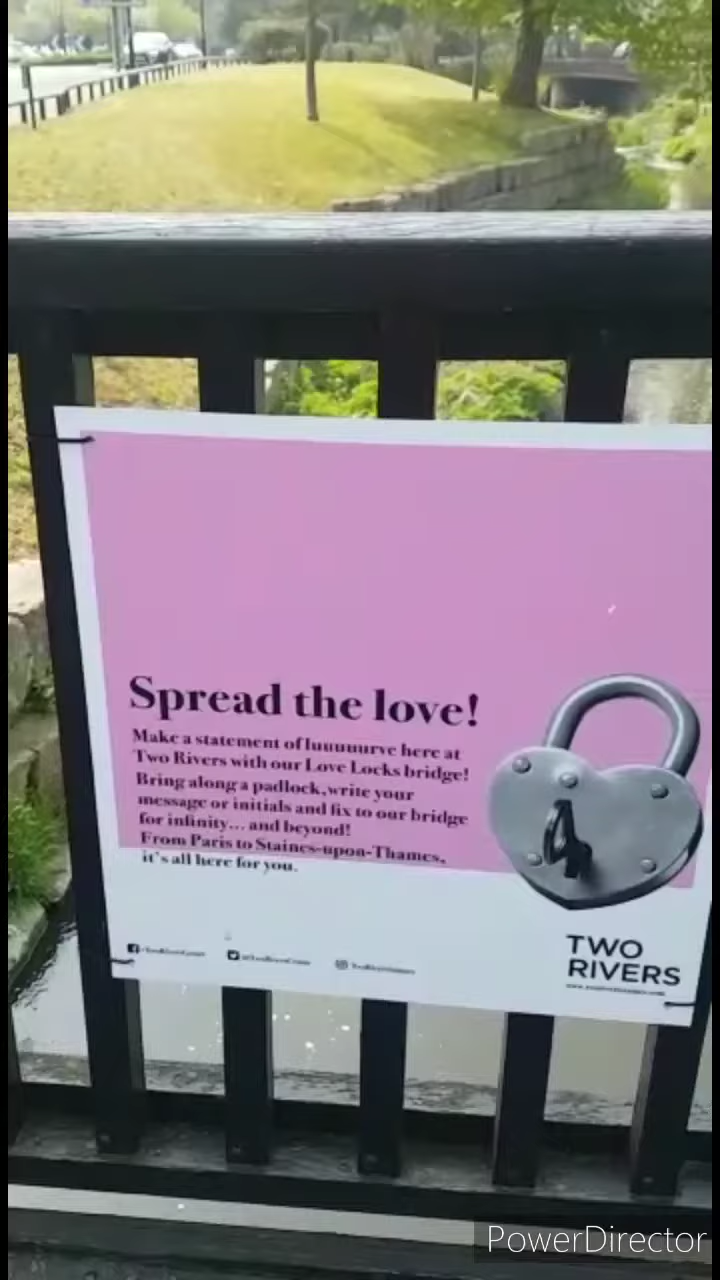 Spread the love!
Make a statement of luuuuurve here at
Two Rivers with our Love Locks bridge!
Bring along a padlock,write your
message or initials and fix to our bridge
for infinity... and beyond!
From Paris to Staines-upon-Thames,
it's all here for you.
TWO
RIVERS
PowerDirector